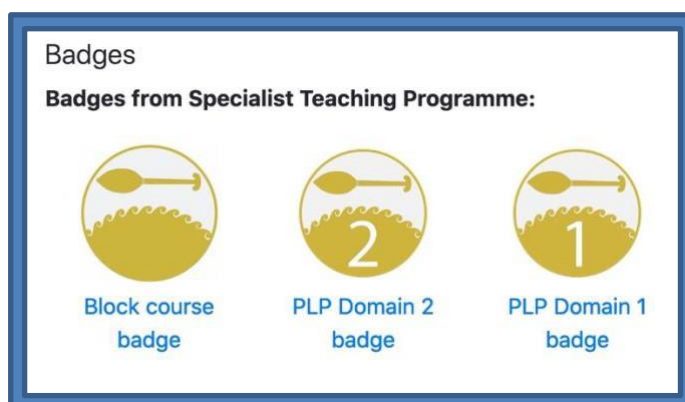 Badges
Badges from Specialist Teaching Programme:
2
1
Block course
badge
PLP Domain 2
badge
PLP Domain 1
badge